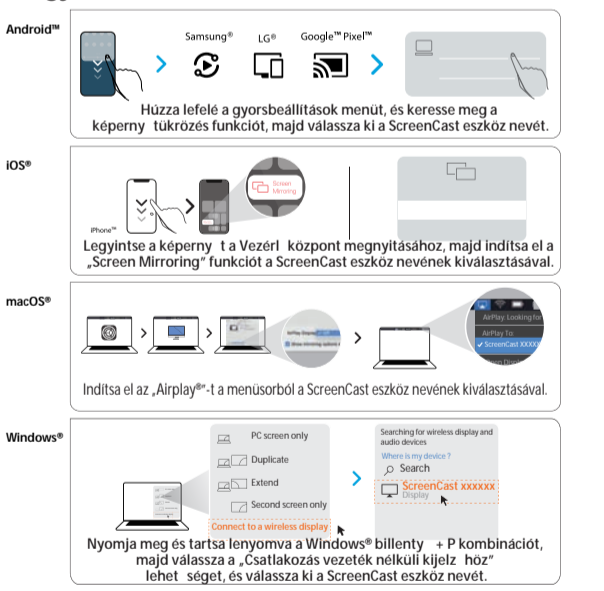 Android™
Samsung® LG® Google™ Pixel™
Húzza lefelé a gyorsbeállítások menüt, és keresse meg a
képerny tükrözés funkciót, majd válassza ki a ScreenCast eszköz nevét.
iOS®
Screen
Mirroring
iPhone™
Legyintse a képerny t a Vezérl központ megnyitásához, majd indítsa el a
„Screen Mirroring” funkciót a ScreenCast eszköz nevének kiválasztásával.
macOS®
AirPlay Display
Show mirroring options
AirPlay: Looking for
AirPlay To:
✓ ScreenCast XXXXX
Indítsa el az „Airplay®”-t a menüsorból a ScreenCast eszköz nevének kiválasztásával.
Windows®
PC screen only
Duplicate
Extend
Second screen only
Connect to a wireless display
Searching for wireless display and
audio devices
Where is my device ?
Search
ScreenCast xxxxxx
Display
Nyomja meg és tartsa lenyomva a Windows® billenty + P kombinációt,
majd válassza a „Csatlakozás vezeték nélküli kijelz höz”
lehet séget, és válassza ki a ScreenCast eszköz nevét.